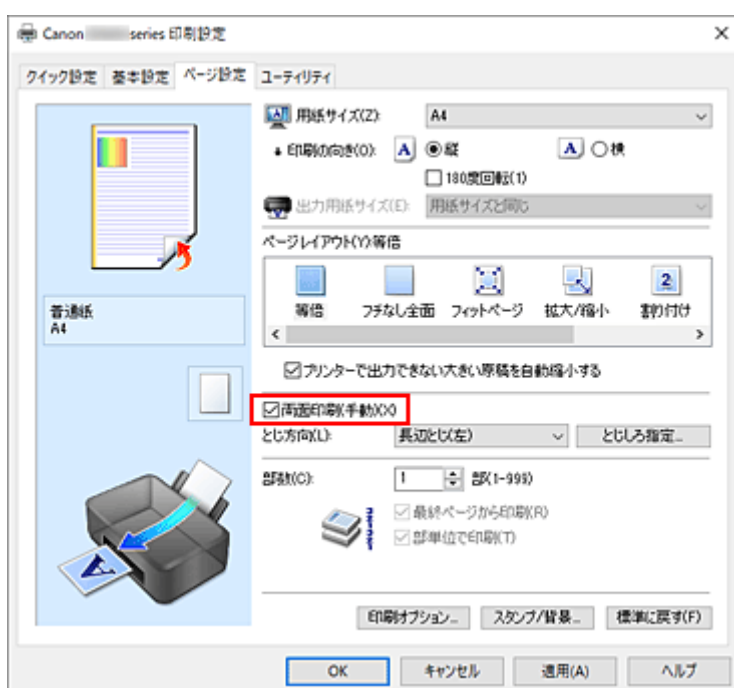 Canon series 印刷設定
クイック設定 基本設定 ページ設定 ユーティリティ
用紙サイズ(Z): A4
印刷の向き(O): A 縦 A 横
180度回転(1)
出力用紙サイズ(E): 用紙サイズと同じ
ページレイアウト(Y):等倍
等倍 フチなし全面 フィットページ 拡大/縮小 2 割り付け
普通紙
A4
プリンターで出力できない大きい原稿を自動縮小する
両面印刷(手動)(X)
とじ方向(L): 長辺とじ(左) とじしろ指定...
部数(C): 1 部(1-999)
最終ページから印刷(R)
部単位で印刷(T)
印刷オプション... スタンプ/背景... 標準に戻す(F)
OK キャンセル 適用(A) ヘルプ